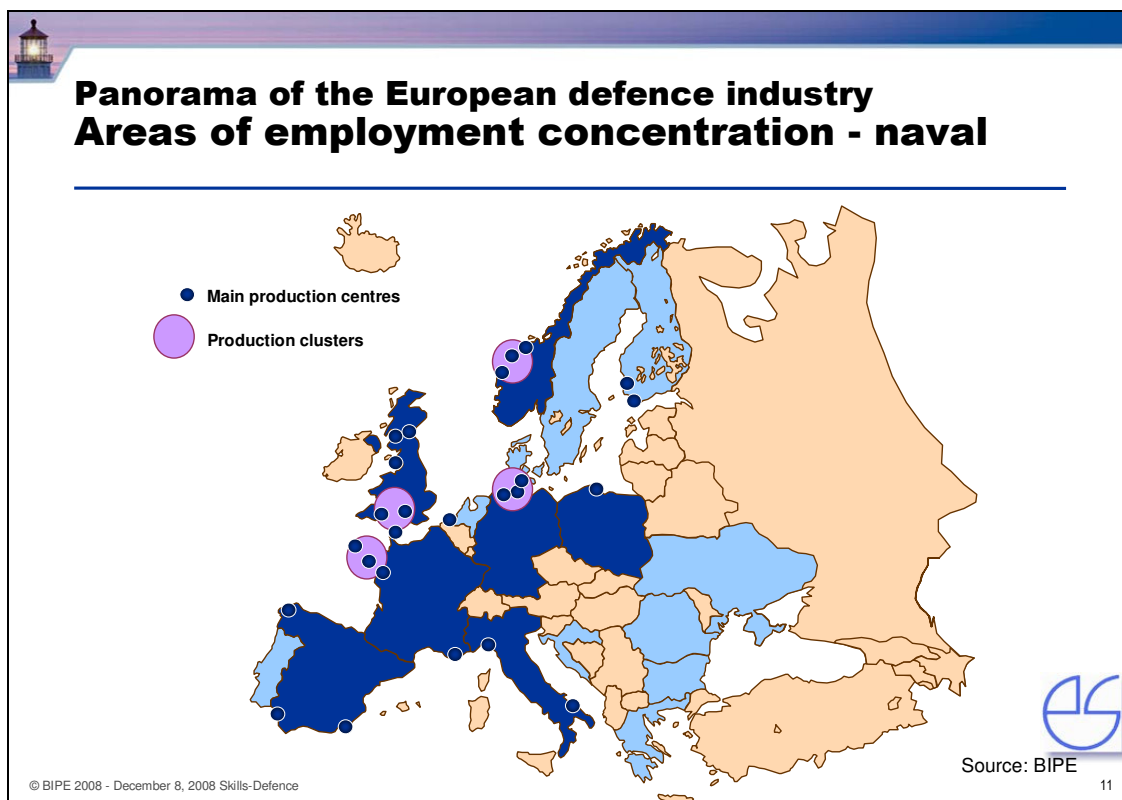 Panorama of the European defence industry
Areas of employment concentration - naval
Main production centres
Production clusters
Source: BIPE
© BIPE 2008 - December 8, 2008 Skills-Defence
11